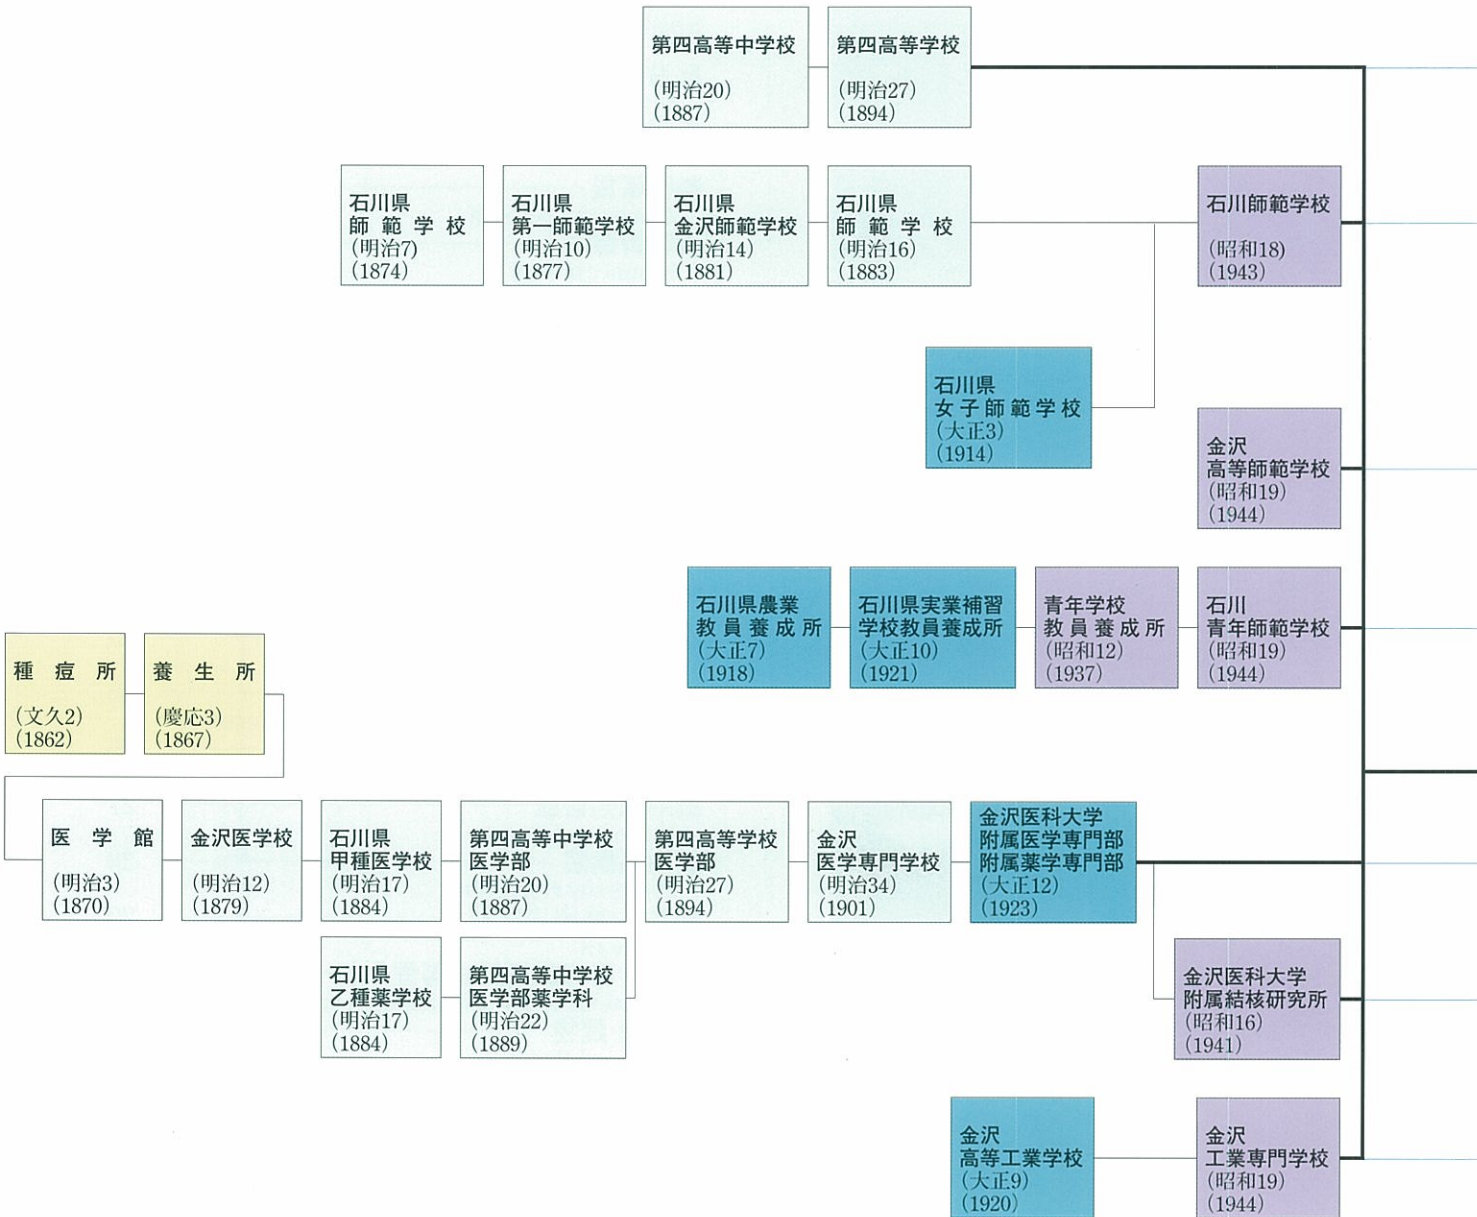 第四高等中学校
(明治20)
(1887)
第四高等学校
(明治27)
(1894)
石川県
師範学校
(明治7)
(1874)
石川県
第一師範学校
(明治10)
(1877)
石川県
金沢師範学校
(明治14)
(1881)
石川県
師範学校
(明治16)
(1883)
石川師範学校
(昭和18)
(1943)
石川県
女子師範学校
(大正3)
(1914)
金沢
高等師範学校
(昭和19)
(1944)
石川県農業
教員養成所
(大正7)
(1918)
石川県実業補習
学校教員養成所
(大正10)
(1921)
青年学校
教員養成所
(昭和12)
(1937)
石川
青年師範学校
(昭和19)
(1944)
種痘所
(文久2)
(1862)
養生所
(慶応3)
(1867)
医学館
(明治3)
(1870)
金沢医学校
(明治12)
(1879)
石川県
甲種医学校
(明治17)
(1884)
第四高等中学校
医学部
(明治20)
(1887)
第四高等学校
医学部
(明治27)
(1894)
金沢
医学専門学校
(明治34)
(1901)
金沢医科大学
附属医学専門部
附属薬学専門部
(大正12)
(1923)
石川県
乙種薬学校
(明治17)
(1884)
第四高等中学校
医学部薬学科
(明治22)
(1889)
金沢医科大学
附属結核研究所
(昭和16)
(1941)
金沢
高等工業学校
(大正9)
(1920)
金沢
工業専門学校
(昭和19)
(1944)